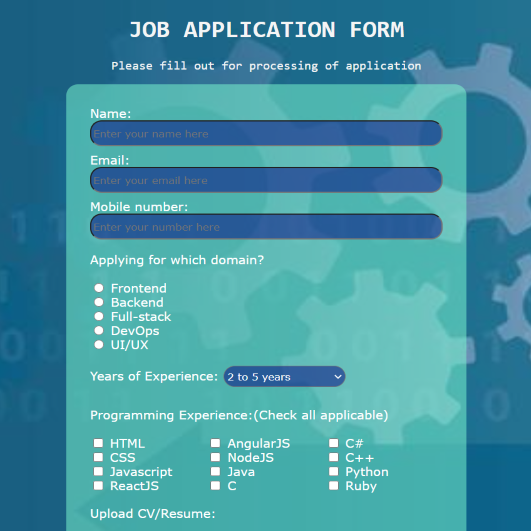 JOB APPLICATION FORM
Please fill out for processing of application
Name:
Enter your name here
Email:
Enter your email here
Mobile number:
Enter your number here
Applying for which domain?
Frontend
Backend
Full-stack
DevOps
UI/UX
Years of Experience: 2 to 5 years
Programming Experience:(Check all applicable)
HTML AngularJS C#
CSS NodeJS C++
Javascript Java Python
ReactJS C Ruby
Upload CV/Resume: